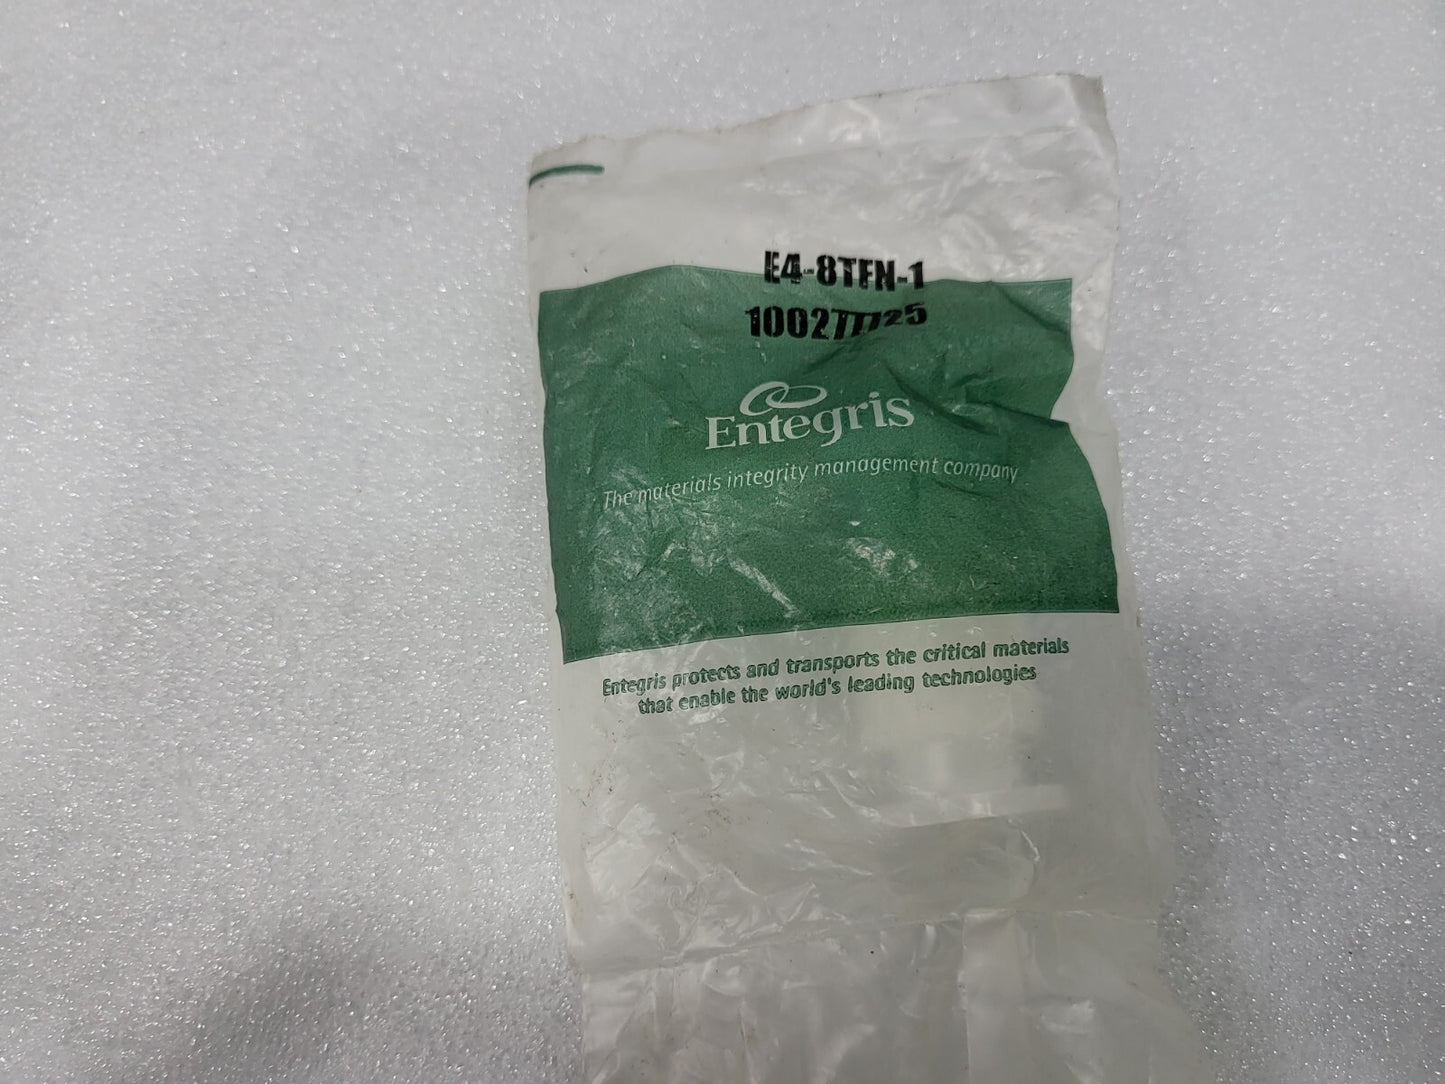 E4-8TFN-1
Entegris
The materials integrity management company
Entegris protects and transports the critical materials
that enable the world's leading technologies